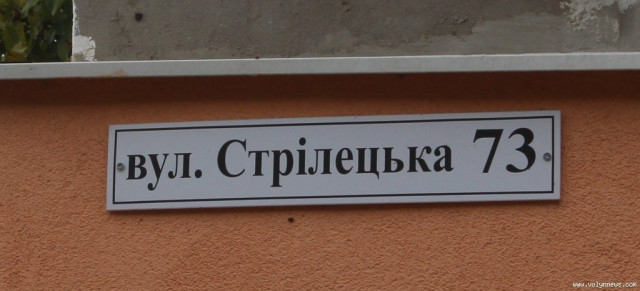 вул. Стрілецька 73
www.volynnews.com